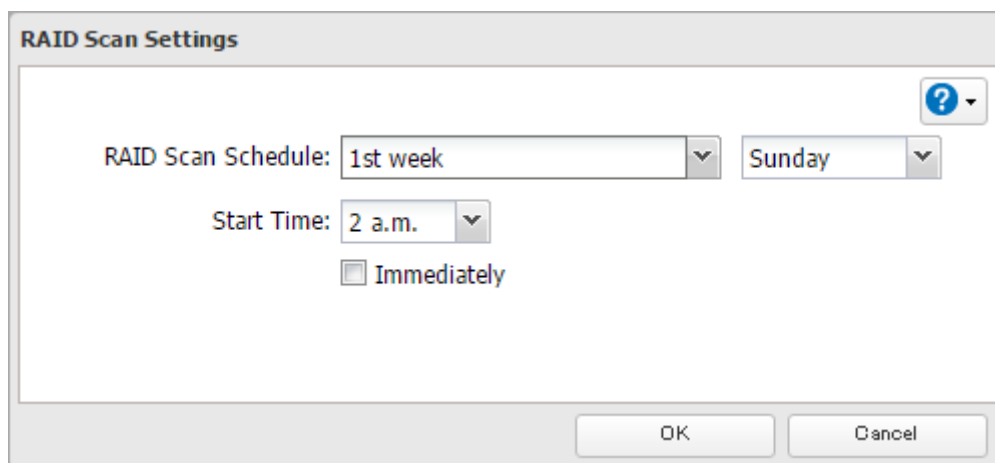 RAID Scan Settings
?
RAID Scan Schedule: 1st week Sunday
Start Time: 2 a.m.
Immediately
OK Cancel